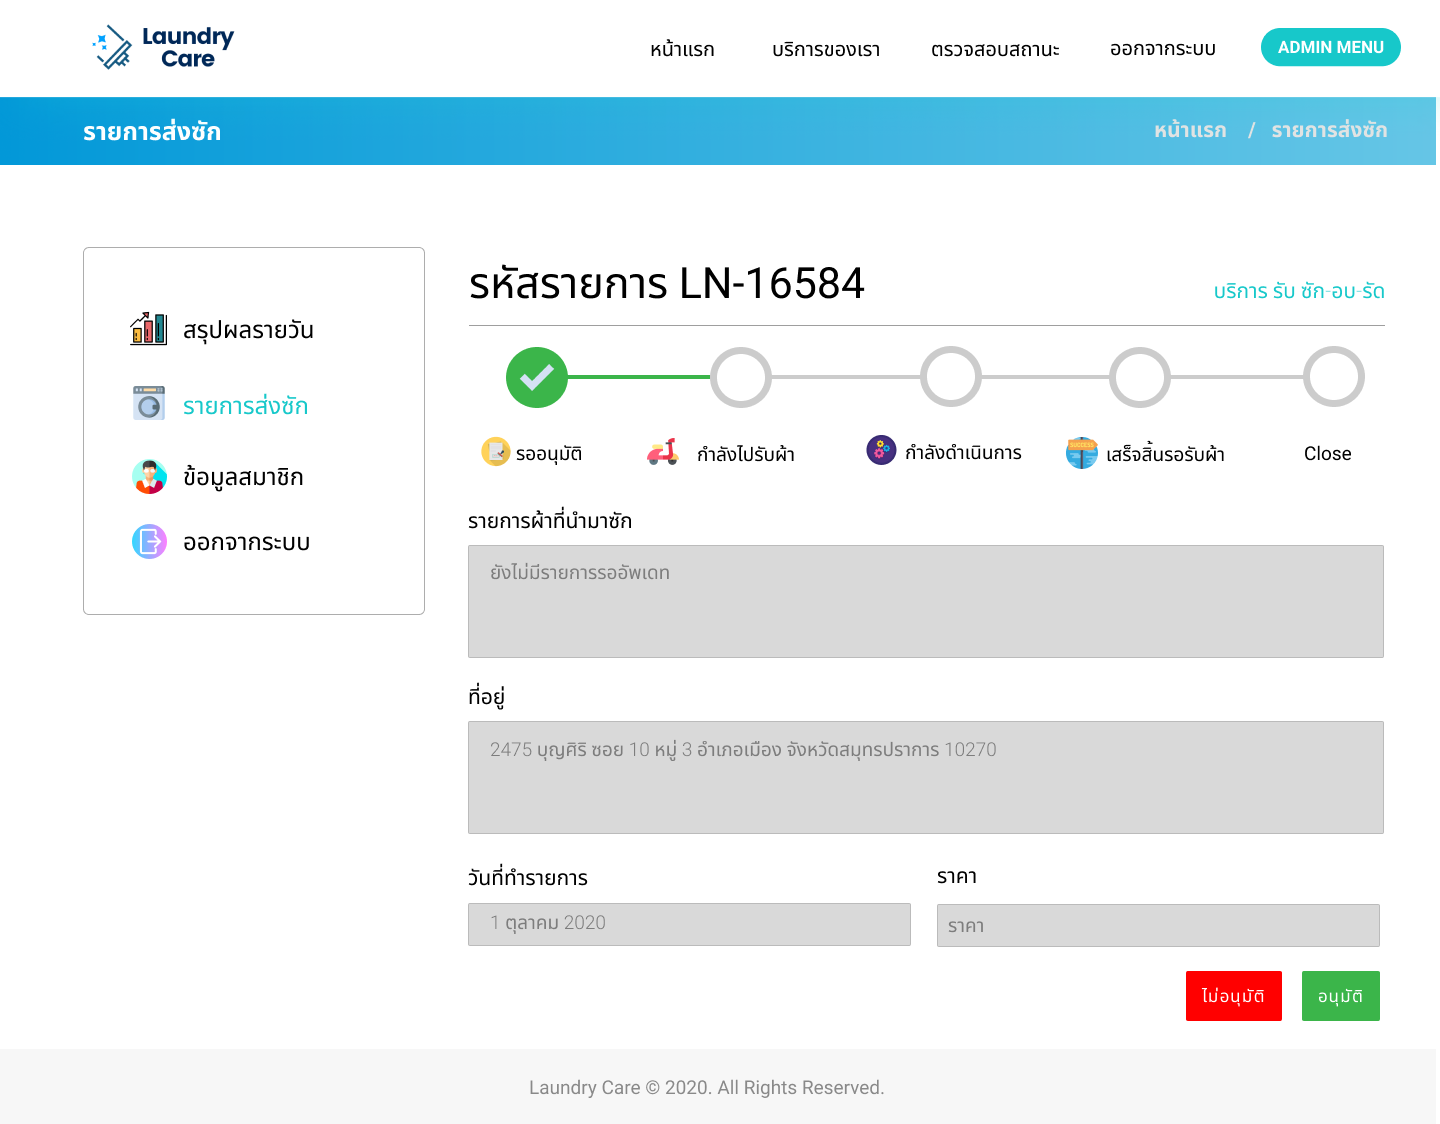 Laundry
Care
หน้าแรก
บริการของเรา
ตรวจสอบสถานะ
ออกจากระบบ
ADMIN MENU
รายการส่งซัก
หน้าแรก / รายการส่งซัก
สรุปผลรายวัน
รายการส่งซัก
ข้อมูลสมาชิก
ออกจากระบบ
รหัสรายการ LN-16584
บริการ รับ ซัก-อบ-รัด
รออนุมัติ
กำลังไปรับผ้า
กำลังดำเนินการ
เสร็จสิ้นรอรับผ้า
Close
รายการผ้าที่นำมาซัก
ยังไม่มีรายการรออัพเดท
ที่อยู่
2475 บุญศิริ ซอย 10 หมู่ 3 อำเภอเมือง จังหวัดสมุทรปราการ 10270
วันที่ทำรายการ
ราคา
1 ตุลาคม 2020
ราคา
ไม่อนุมัติ
อนุมัติ
Laundry Care © 2020. All Rights Reserved.